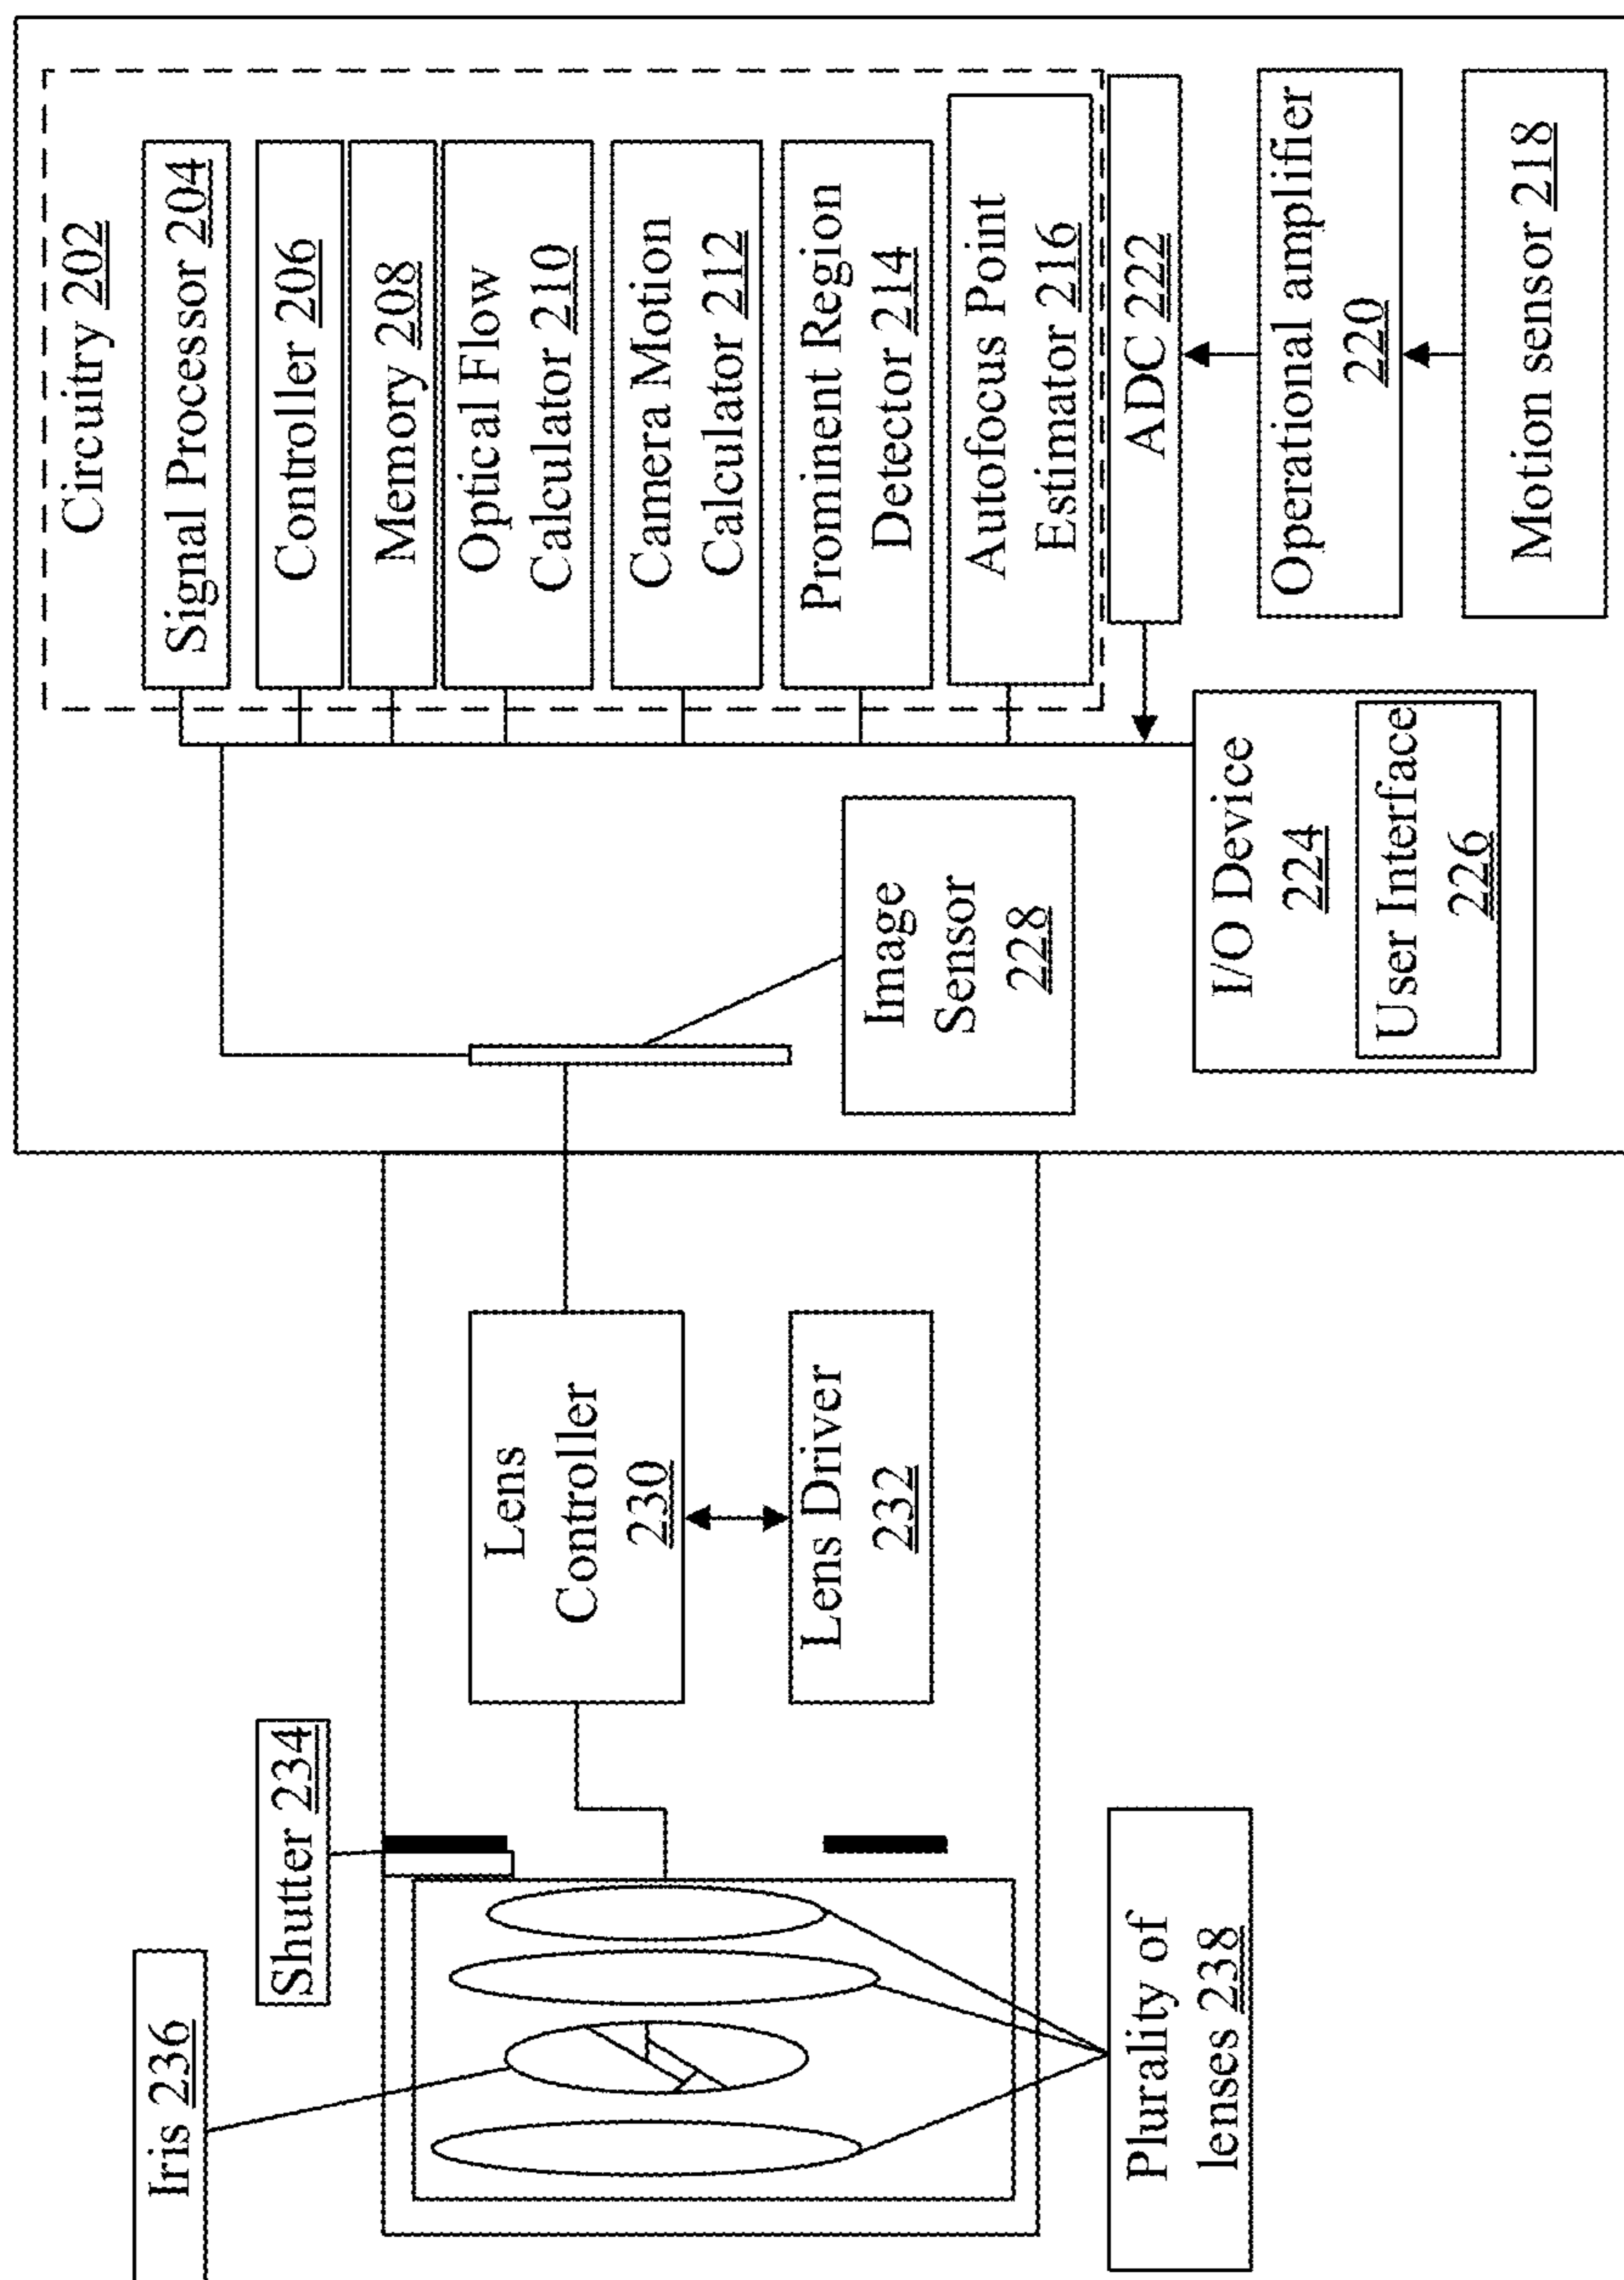 Circuitry 202
Signal Processor 204
Controller 206
Memory 208
Optical Flow
Calculator 210
Camera Motion
Calculator 212
Prominent Region
Detector 214
Autofocus Point
Estimator 216
ADC 222
Operational amplifier
220
Motion sensor 218
I/O Device
224
User Interface
226
Image
Sensor
228
Lens
Controller
230
Lens Driver
232
Shutter 234
Iris 236
Plurality of
lenses 238